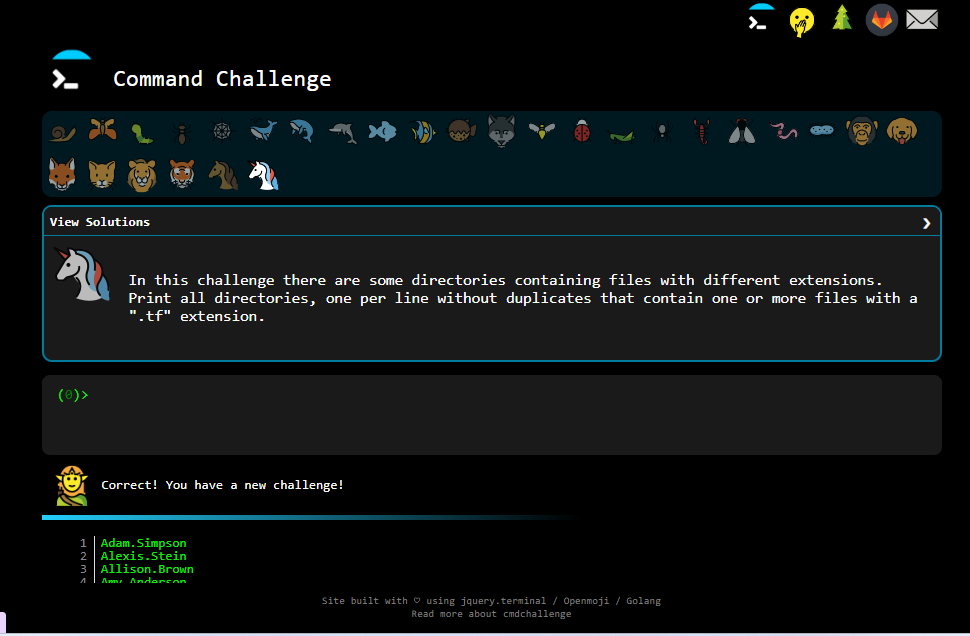 Command Challenge
View Solutions
In this challenge there are some directories containing files with different extensions.
Print all directories, one per line without duplicates that contain one or more files with a
".tf" extension.
(0)>
Correct! You have a new challenge!
1 Adam.Simpson
2 Alexis.Stein
3 Allison.Brown
4 Amy.Anderson
Site built with ♡ using jquery.terminal / Openmoji / Golang
Read more about cmdchallenge